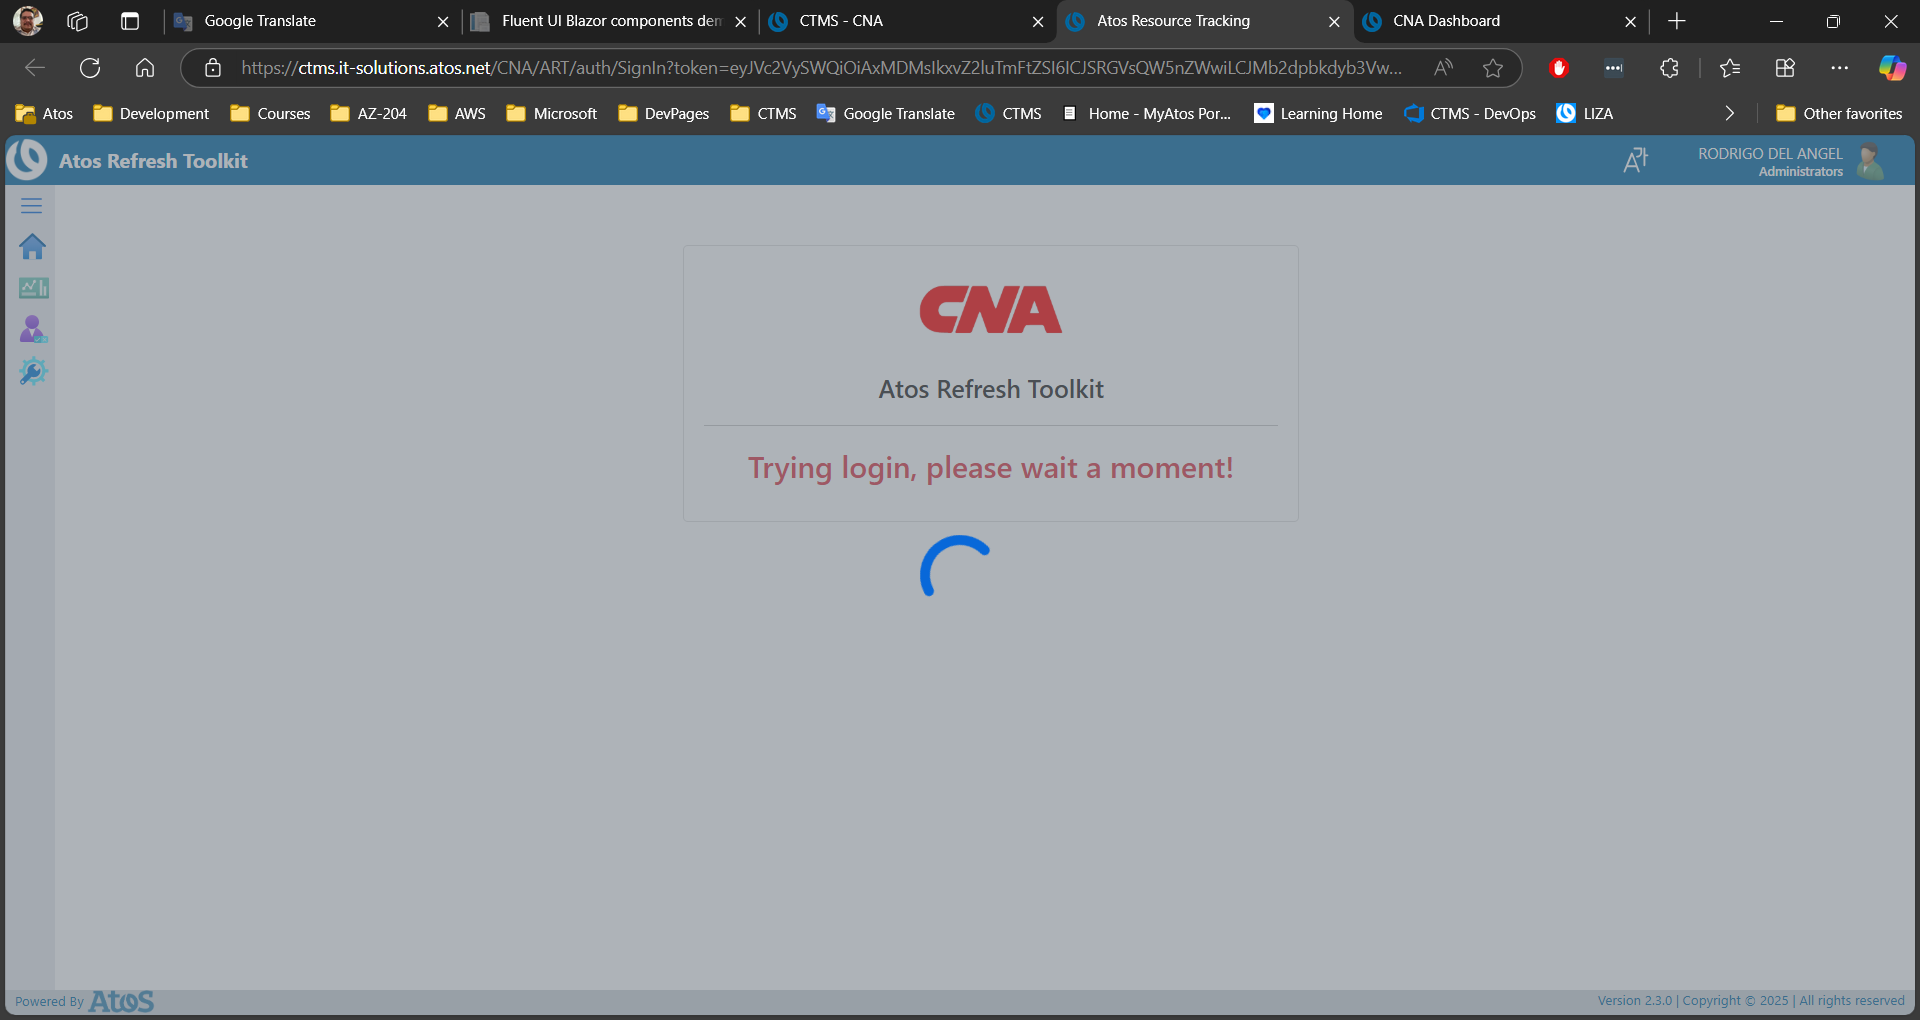 Google Translate
Fluent UI Blazor components dem
CTMS - CNA
Atos Resource Tracking
CNA Dashboard
https://ctms.it-solutions.atos.net/CNA/ART/auth/SignIn?token=eyJVc2VySWQiOiAxMDMsIkxvZ2luTmFtZSI6ICJSRGVsQW5nZWwiLCJMb2dpbkdyb3Vw...
Atos
Development
Courses
AZ-204
AWS
Microsoft
DevPages
CTMS
Google Translate
CTMS
Home - MyAtos Por...
Learning Home
CTMS - DevOps
LIZA
Other favorites
Atos Refresh Toolkit
RODRIGO DEL ANGEL
Administrators
CNA
Atos Refresh Toolkit
Trying login, please wait a moment!
Powered By Atos
Version 2.3.0 | Copyright © 2025 | All rights reserved